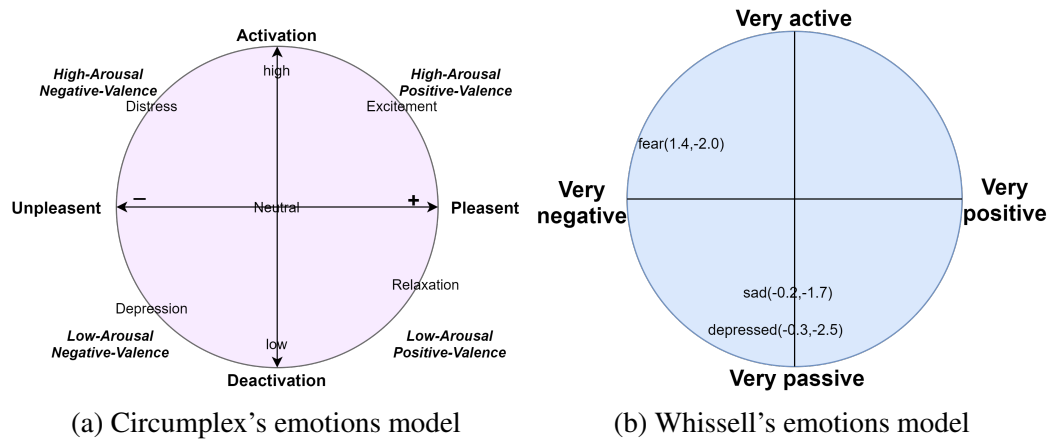 Activation
high
High-Arousal
Negative-Valence
High-Arousal
Positive-Valence
Distress
Excitement
Unpleasent
–
Neutral
+
Pleasent
Relaxation
Depression
Low-Arousal
Negative-Valence
low
Low-Arousal
Positive-Valence
Deactivation
(a) Circumplex's emotions model
Very active
fear(1.4,-2.0)
Very
negative
Very
positive
sad(-0.2,-1.7)
depressed(-0.3,-2.5)
Very passive
(b) Whissell's emotions model